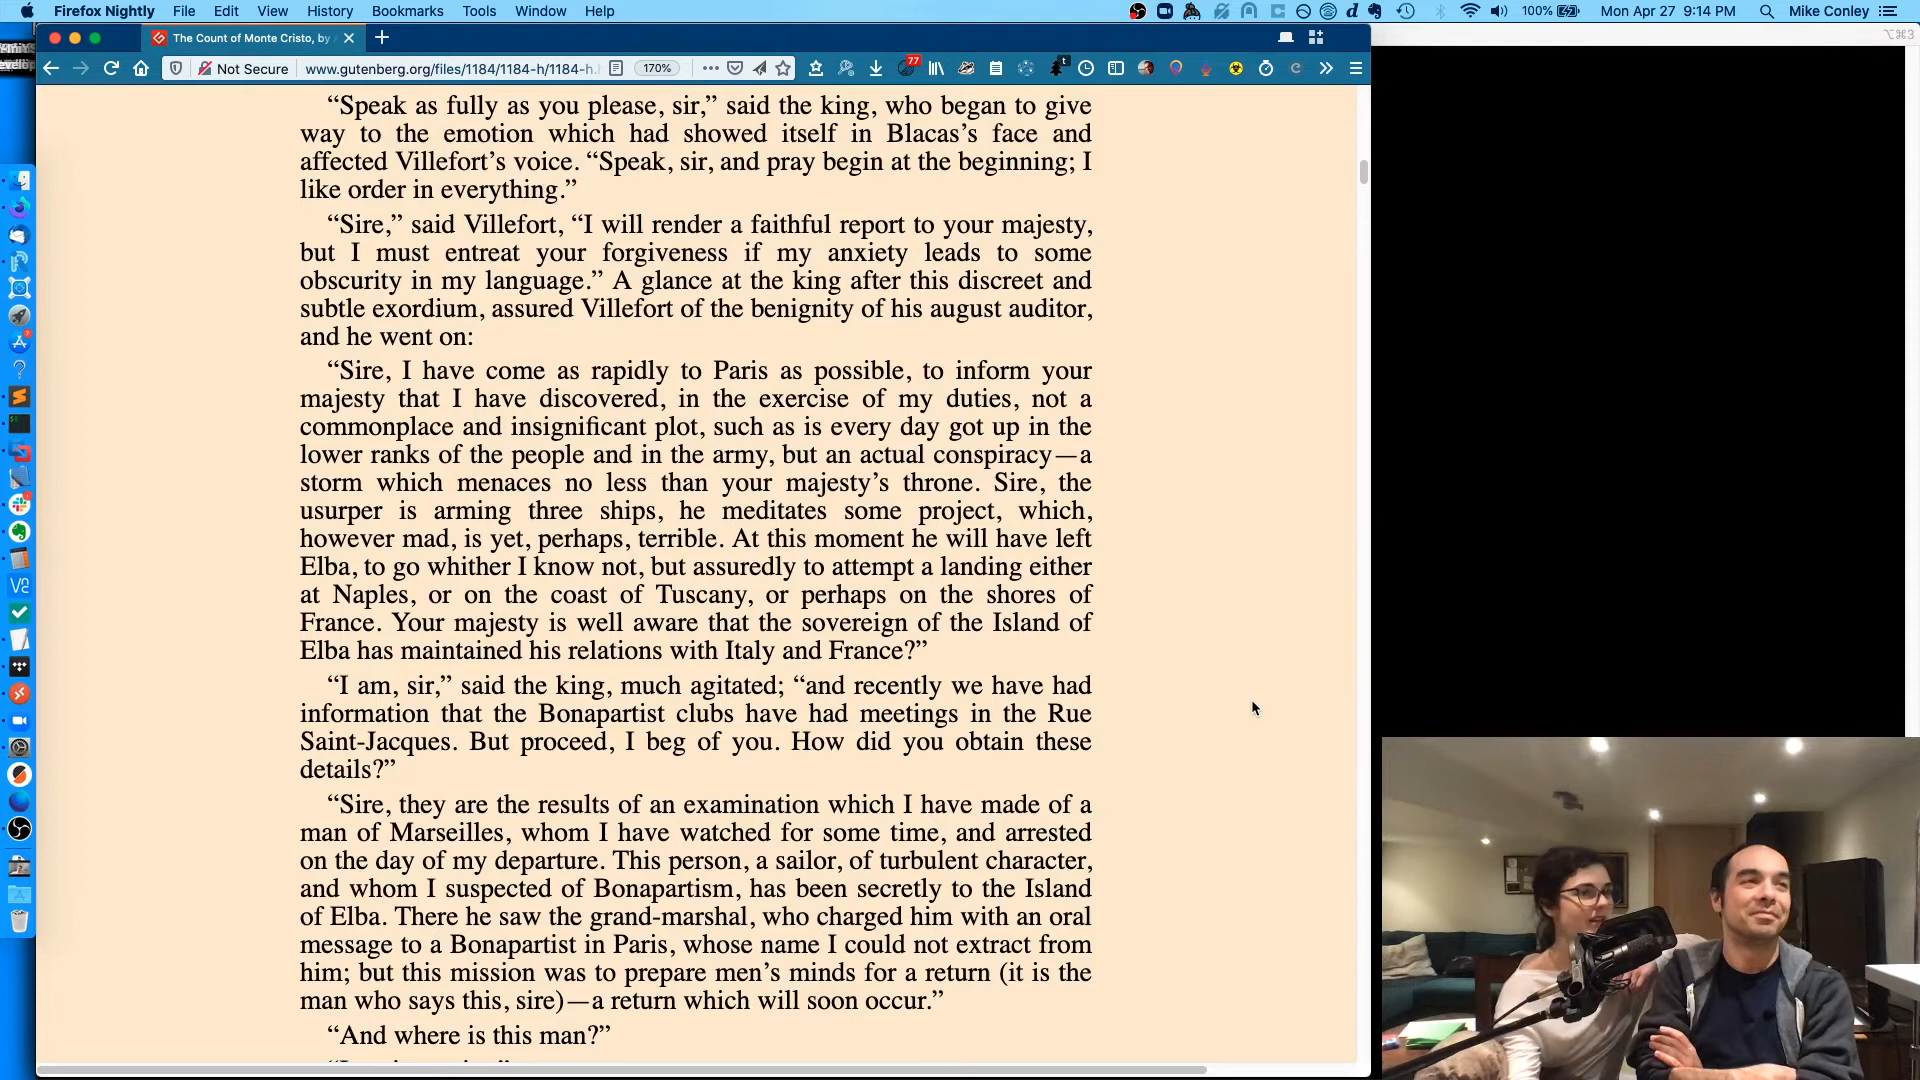 Firefox Nightly File Edit View History Bookmarks Tools Window Help 100% Mon Apr 27 9:14 PM Mike Conley
The Count of Monte Cristo, by
⌥⌘3
Not Secure www.gutenberg.org/files/1184/1184-h/1184-h. 170% 77
“Speak as fully as you please, sir,” said the king, who began to give
way to the emotion which had showed itself in Blacas’s face and
affected Villefort’s voice. “Speak, sir, and pray begin at the beginning; I
like order in everything.”
“Sire,” said Villefort, “I will render a faithful report to your majesty,
but I must entreat your forgiveness if my anxiety leads to some
obscurity in my language.” A glance at the king after this discreet and
subtle exordium, assured Villefort of the benignity of his august auditor,
and he went on:
“Sire, I have come as rapidly to Paris as possible, to inform your
majesty that I have discovered, in the exercise of my duties, not a
commonplace and insignificant plot, such as is every day got up in the
lower ranks of the people and in the army, but an actual conspiracy—a
storm which menaces no less than your majesty’s throne. Sire, the
usurper is arming three ships, he meditates some project, which,
however mad, is yet, perhaps, terrible. At this moment he will have left
Elba, to go whither I know not, but assuredly to attempt a landing either
at Naples, or on the coast of Tuscany, or perhaps on the shores of
France. Your majesty is well aware that the sovereign of the Island of
Elba has maintained his relations with Italy and France?”
“I am, sir,” said the king, much agitated; “and recently we have had
information that the Bonapartist clubs have had meetings in the Rue
Saint-Jacques. But proceed, I beg of you. How did you obtain these
details?”
“Sire, they are the results of an examination which I have made of a
man of Marseilles, whom I have watched for some time, and arrested
on the day of my departure. This person, a sailor, of turbulent character,
and whom I suspected of Bonapartism, has been secretly to the Island
of Elba. There he saw the grand-marshal, who charged him with an oral
message to a Bonapartist in Paris, whose name I could not extract from
him; but this mission was to prepare men’s minds for a return (it is the
man who says this, sire)—a return which will soon occur.”
“And where is this man?”